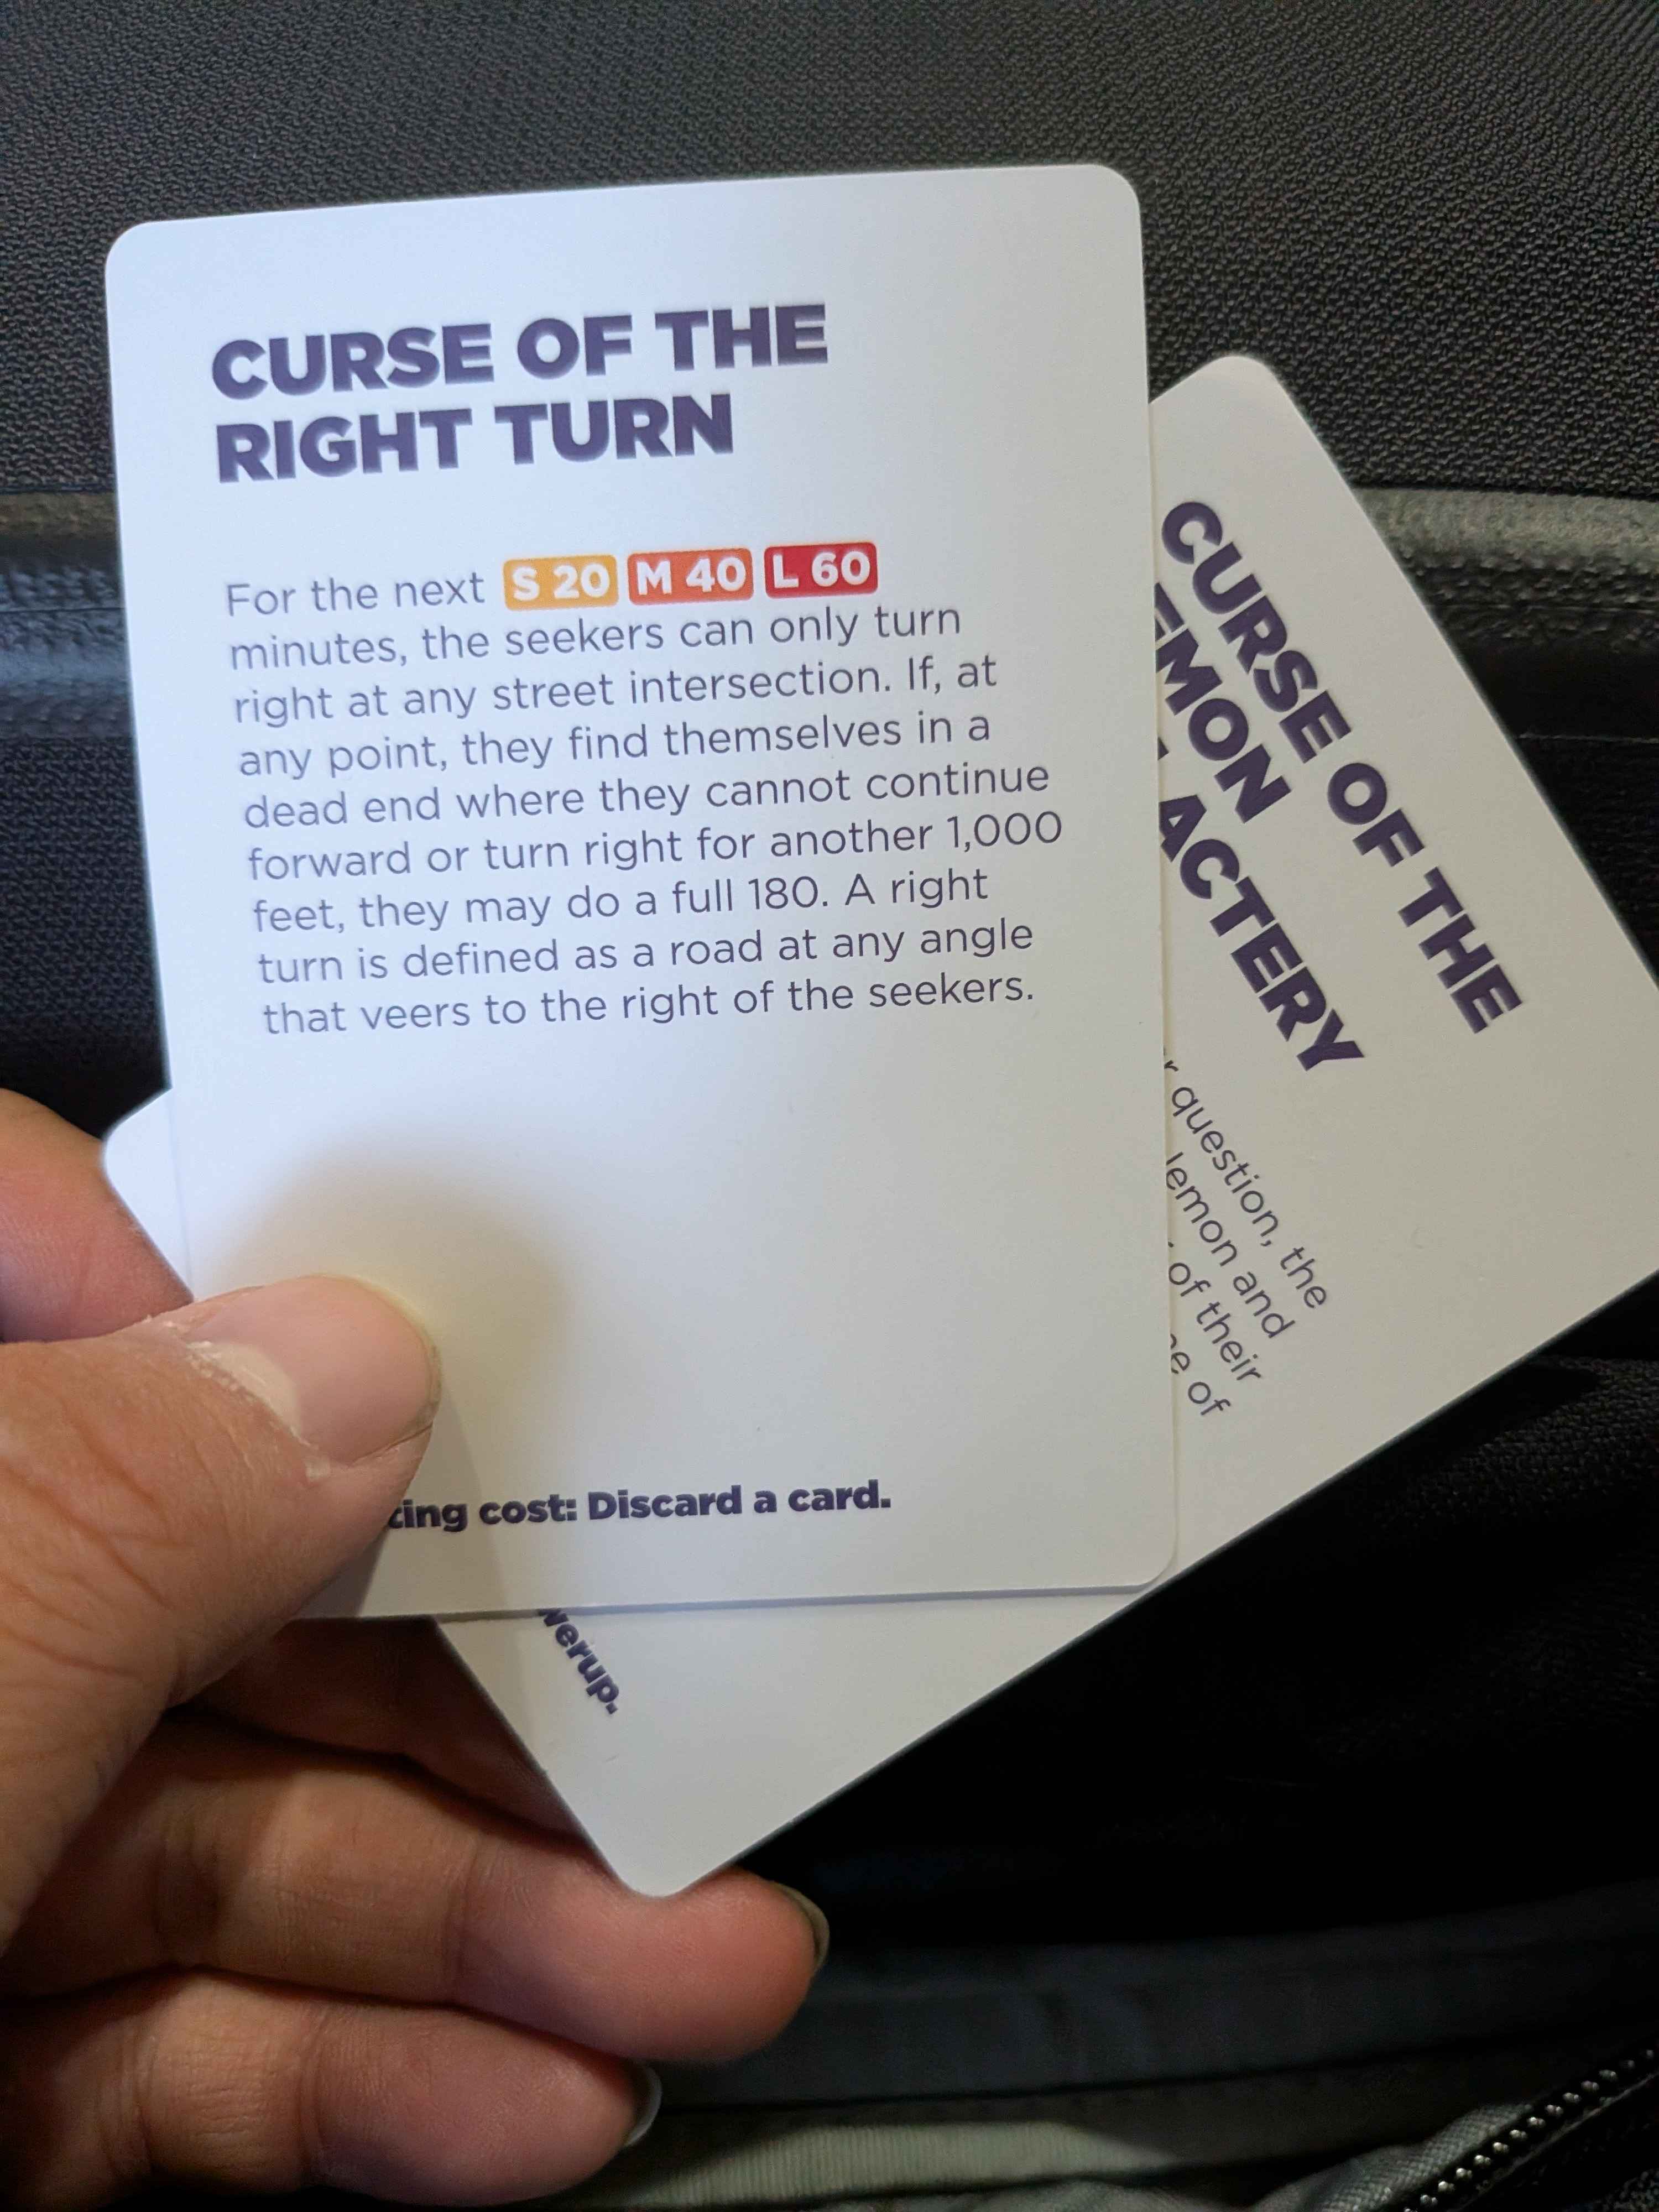 CURSE OF THE
RIGHT TURN
For the next S 20 M 40 L 60
minutes, the seekers can only turn
right at any street intersection. If, at
any point, they find themselves in a
dead end where they cannot continue
forward or turn right for another 1,000
feet, they may do a full 180. A right
turn is defined as a road at any angle
that veers to the right of the seekers.
cost: Discard a card.
CURSE OF THE
question, the
lemon and
of their
of